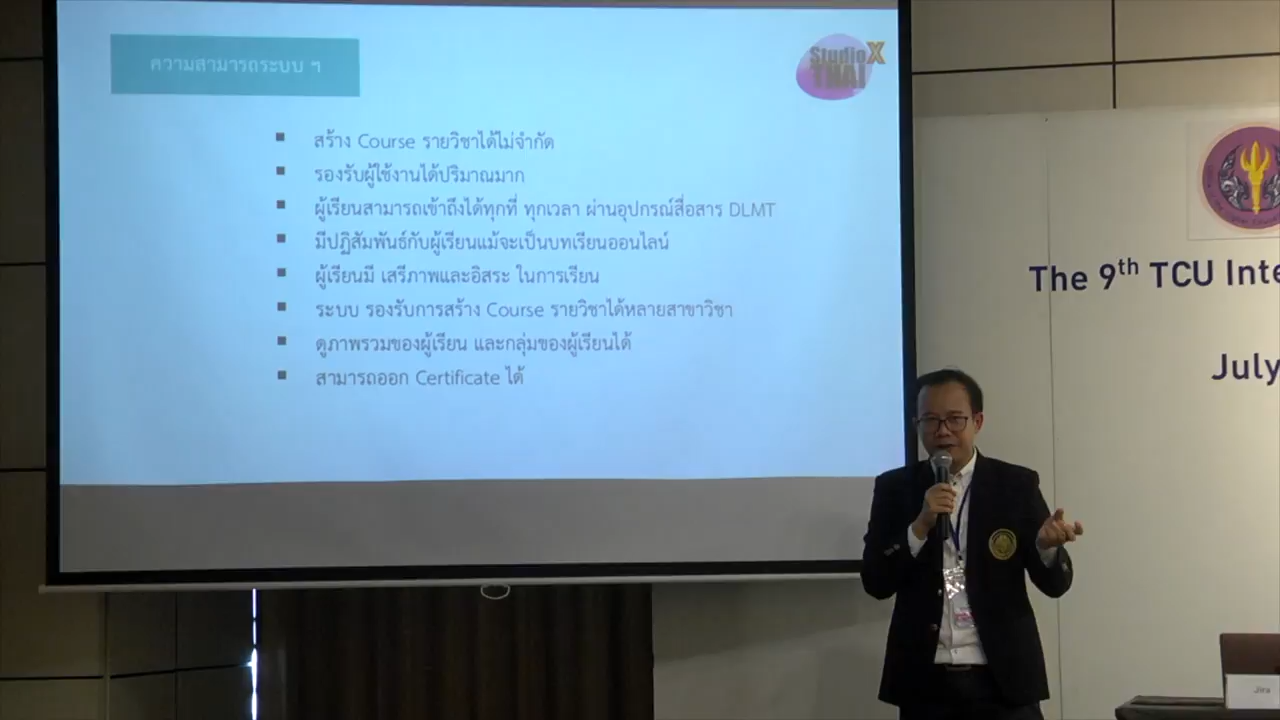 ความสามารถระบบ ฯ
StudioX
THAI
สร้าง Course รายวิชาได้ไม่จำกัด
รองรับผู้ใช้งานได้ปริมาณมาก
ผู้เรียนสามารถเข้าถึงได้ทุกที่ ทุกเวลา ผ่านอุปกรณ์สื่อสาร DLMT
มีปฏิสัมพันธ์กับผู้เรียนแม้จะเป็นบทเรียนออนไลน์
ผู้เรียนมี เสรีภาพและอิสระ ในการเรียน
ระบบ รองรับการสร้าง Course รายวิชาได้หลายสาขาวิชา
ดูภาพรวมของผู้เรียน และกลุ่มของผู้เรียนได้
สามารถออก Certificate ได้
The 9th TCU Inte
July
Jira